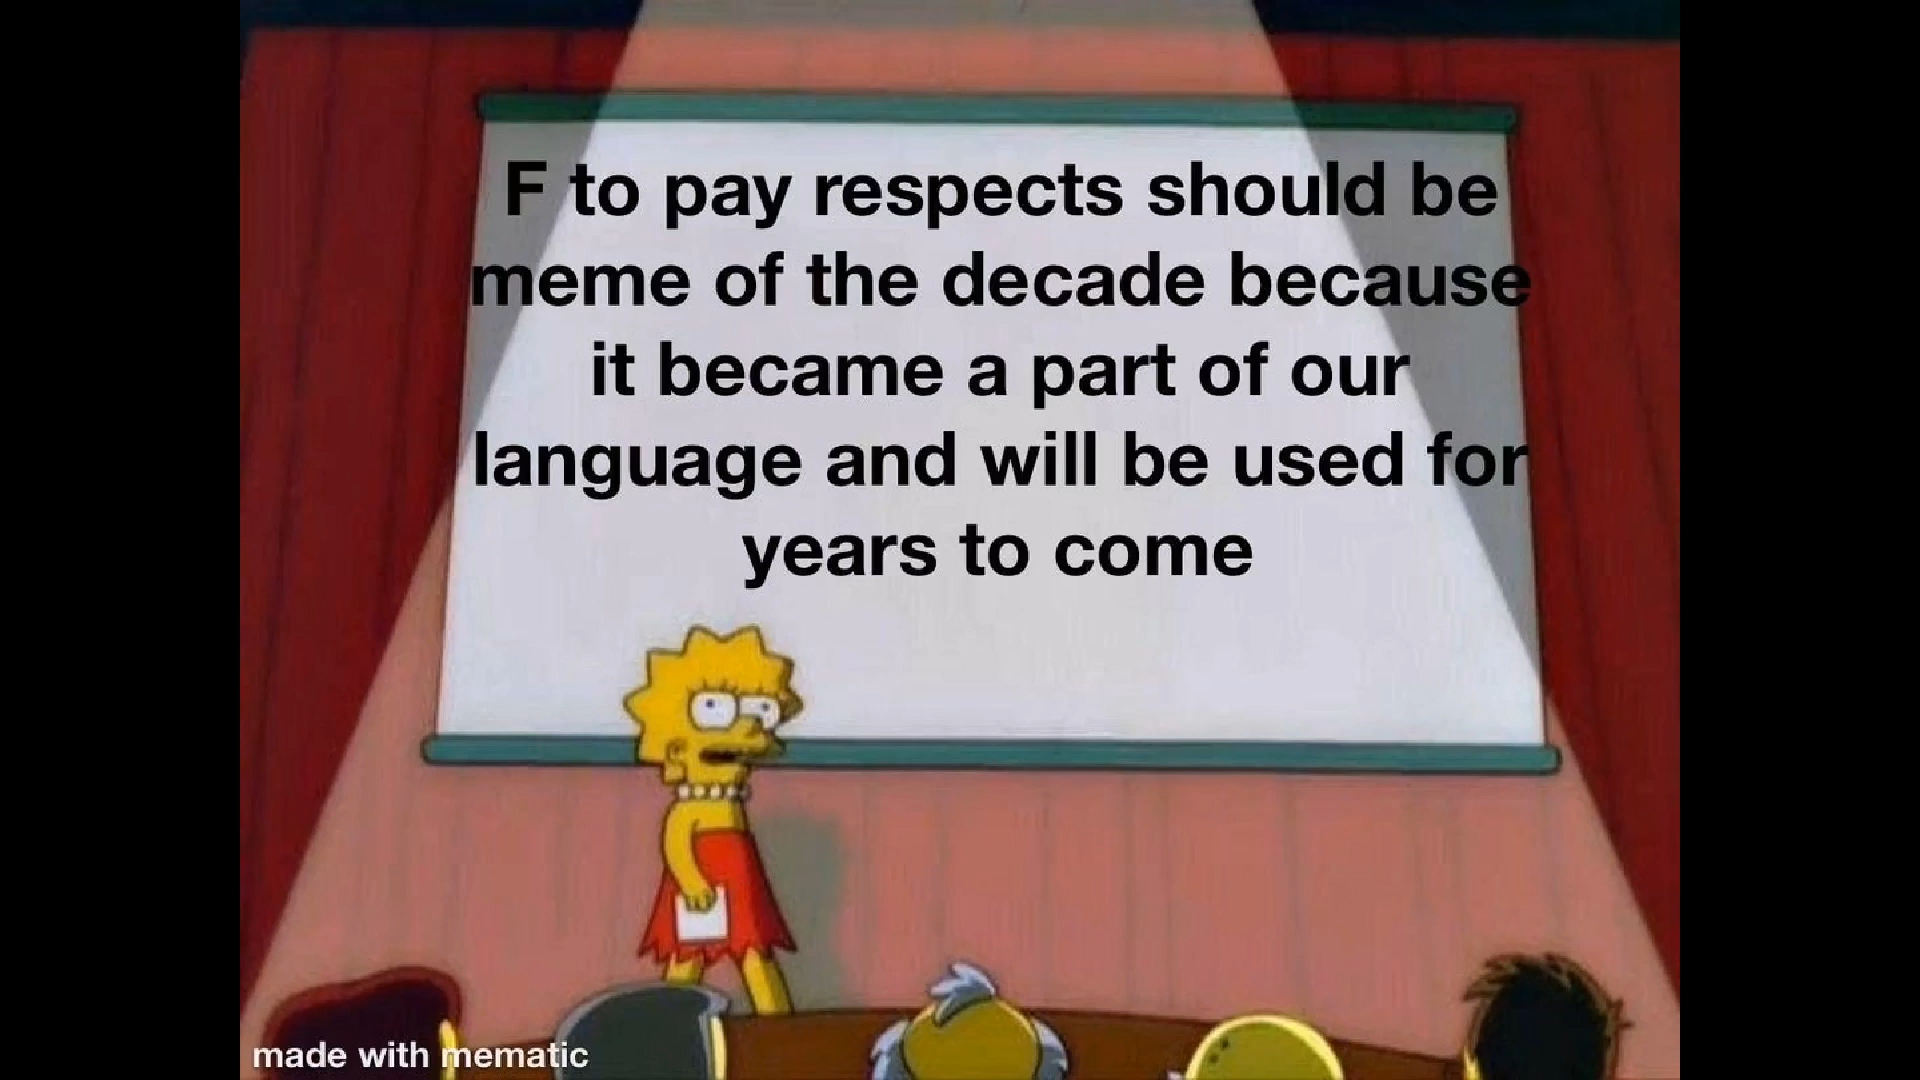 F to pay respects should be
meme of the decade because
it became a part of our
language and will be used for
years to come
made with mematic